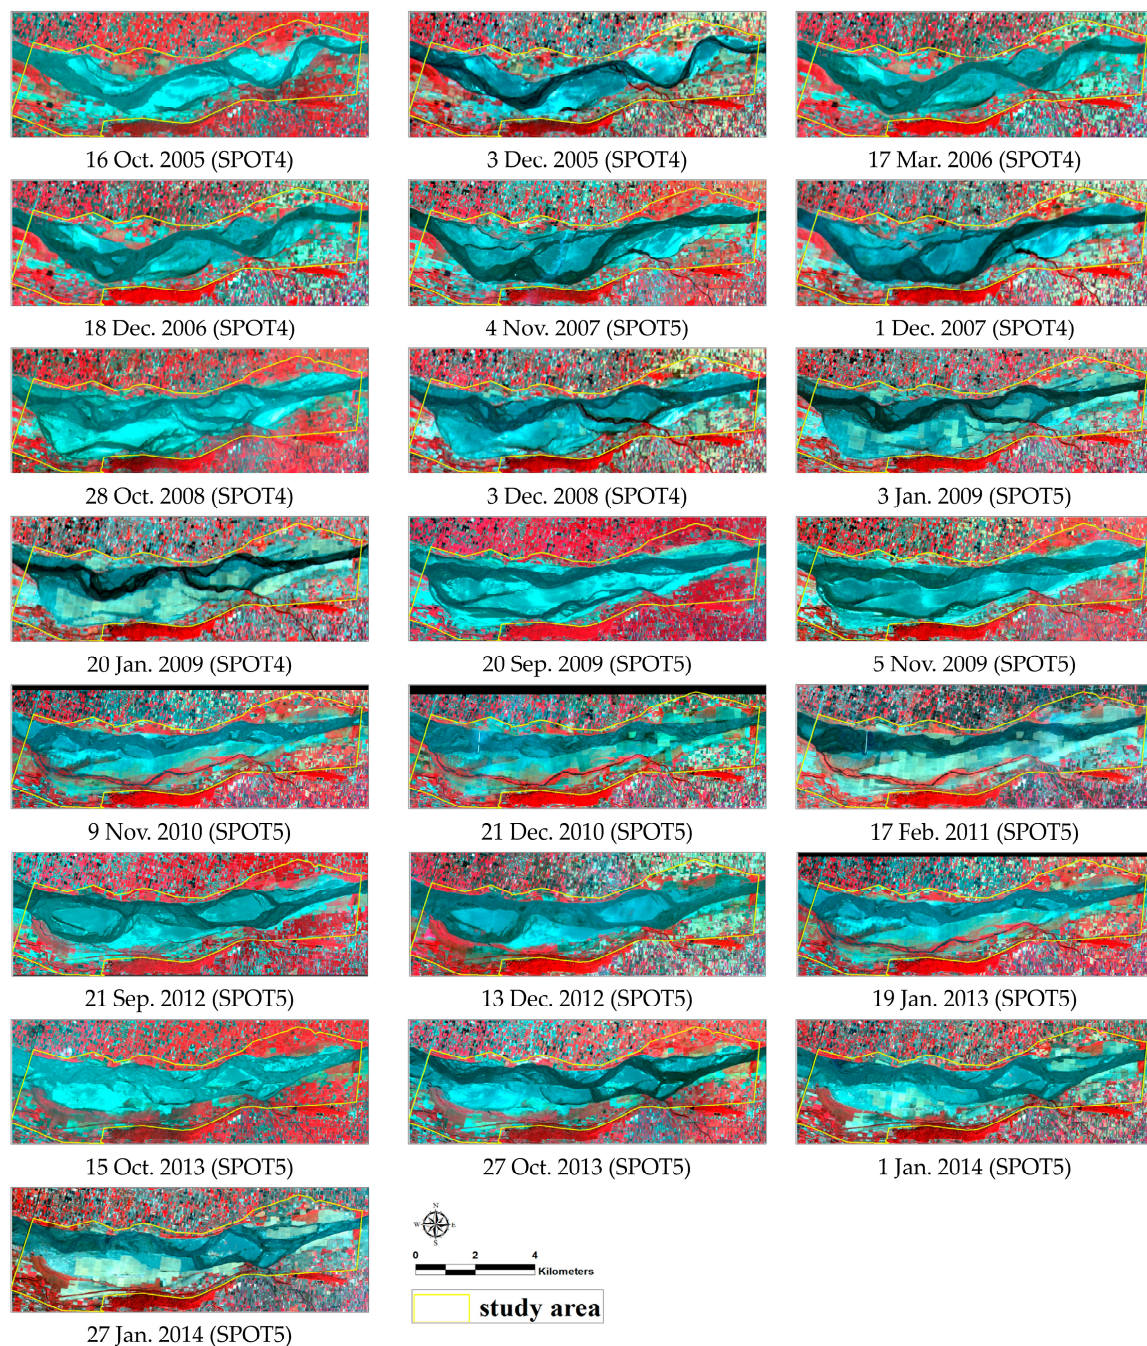 16 Oct. 2005 (SPOT4)
3 Dec. 2005 (SPOT4)
17 Mar. 2006 (SPOT4)
18 Dec. 2006 (SPOT4)
4 Nov. 2007 (SPOT5)
1 Dec. 2007 (SPOT4)
28 Oct. 2008 (SPOT4)
3 Dec. 2008 (SPOT4)
3 Jan. 2009 (SPOT5)
20 Jan. 2009 (SPOT4)
20 Sep. 2009 (SPOT5)
5 Nov. 2009 (SPOT5)
9 Nov. 2010 (SPOT5)
21 Dec. 2010 (SPOT5)
17 Feb. 2011 (SPOT5)
21 Sep. 2012 (SPOT5)
13 Dec. 2012 (SPOT5)
19 Jan. 2013 (SPOT5)
15 Oct. 2013 (SPOT5)
27 Oct. 2013 (SPOT5)
1 Jan. 2014 (SPOT5)
27 Jan. 2014 (SPOT5)
N
W E
S
0 2 4
Kilometers
study area